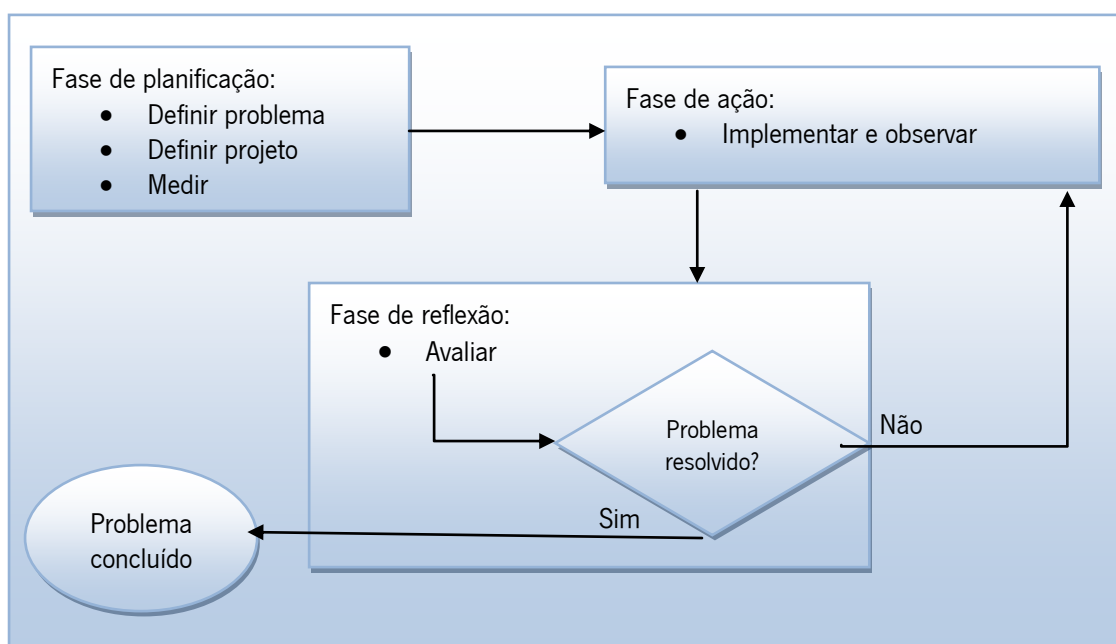 Fase de planificação:
• Definir problema
• Definir projeto
• Medir
Fase de ação:
• Implementar e observar
Fase de reflexão:
• Avaliar
Problema
resolvido?
Não
Sim
Problema
concluído